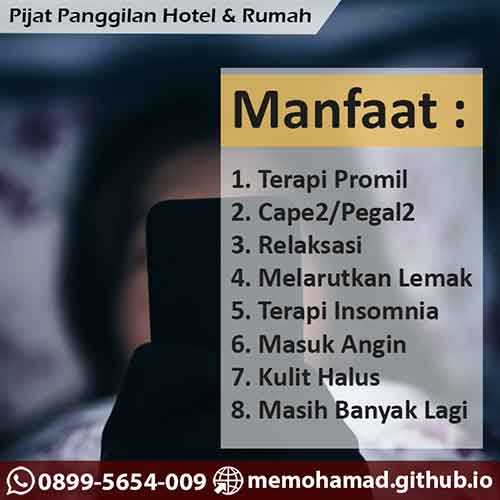 Pijat Panggilan Hotel & Rumah
Manfaat :
1. Terapi Promil
2. Cape2/Pegal2
3. Relaksasi
4. Melarutkan Lemak
5. Terapi Insomnia
6. Masuk Angin
7. Kulit Halus
8. Masih Banyak Lagi
0899-5654-009 memohamad.github.io